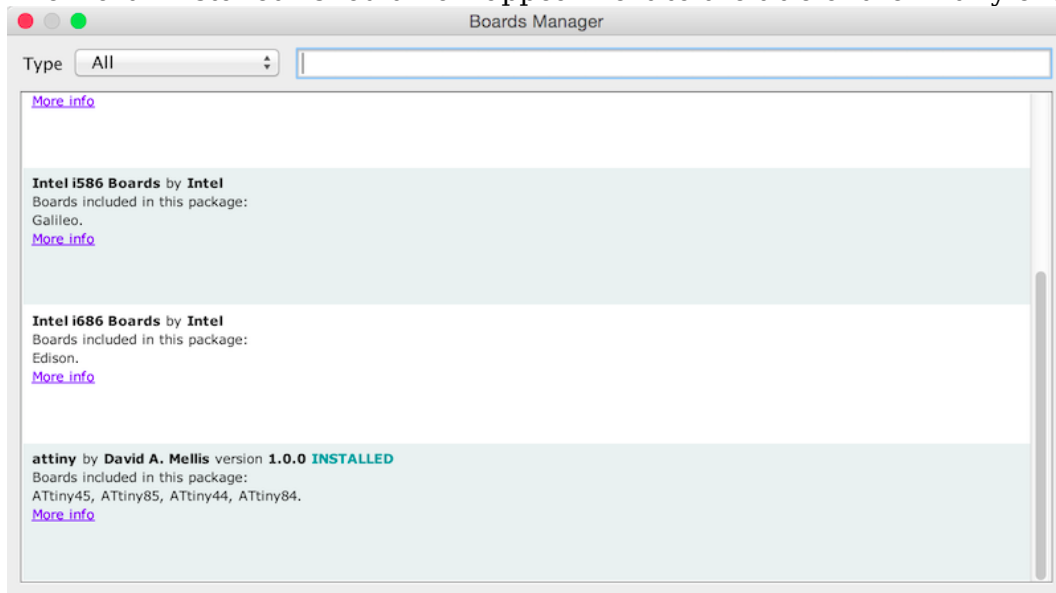 Boards Manager
Type All
More info
Intel i586 Boards by Intel
Boards included in this package:
Galileo.
More info
Intel i686 Boards by Intel
Boards included in this package:
Edison.
More info
attiny by David A. Mellis version 1.0.0 INSTALLED
Boards included in this package:
ATtiny45, ATtiny85, ATtiny44, ATtiny84.
More info